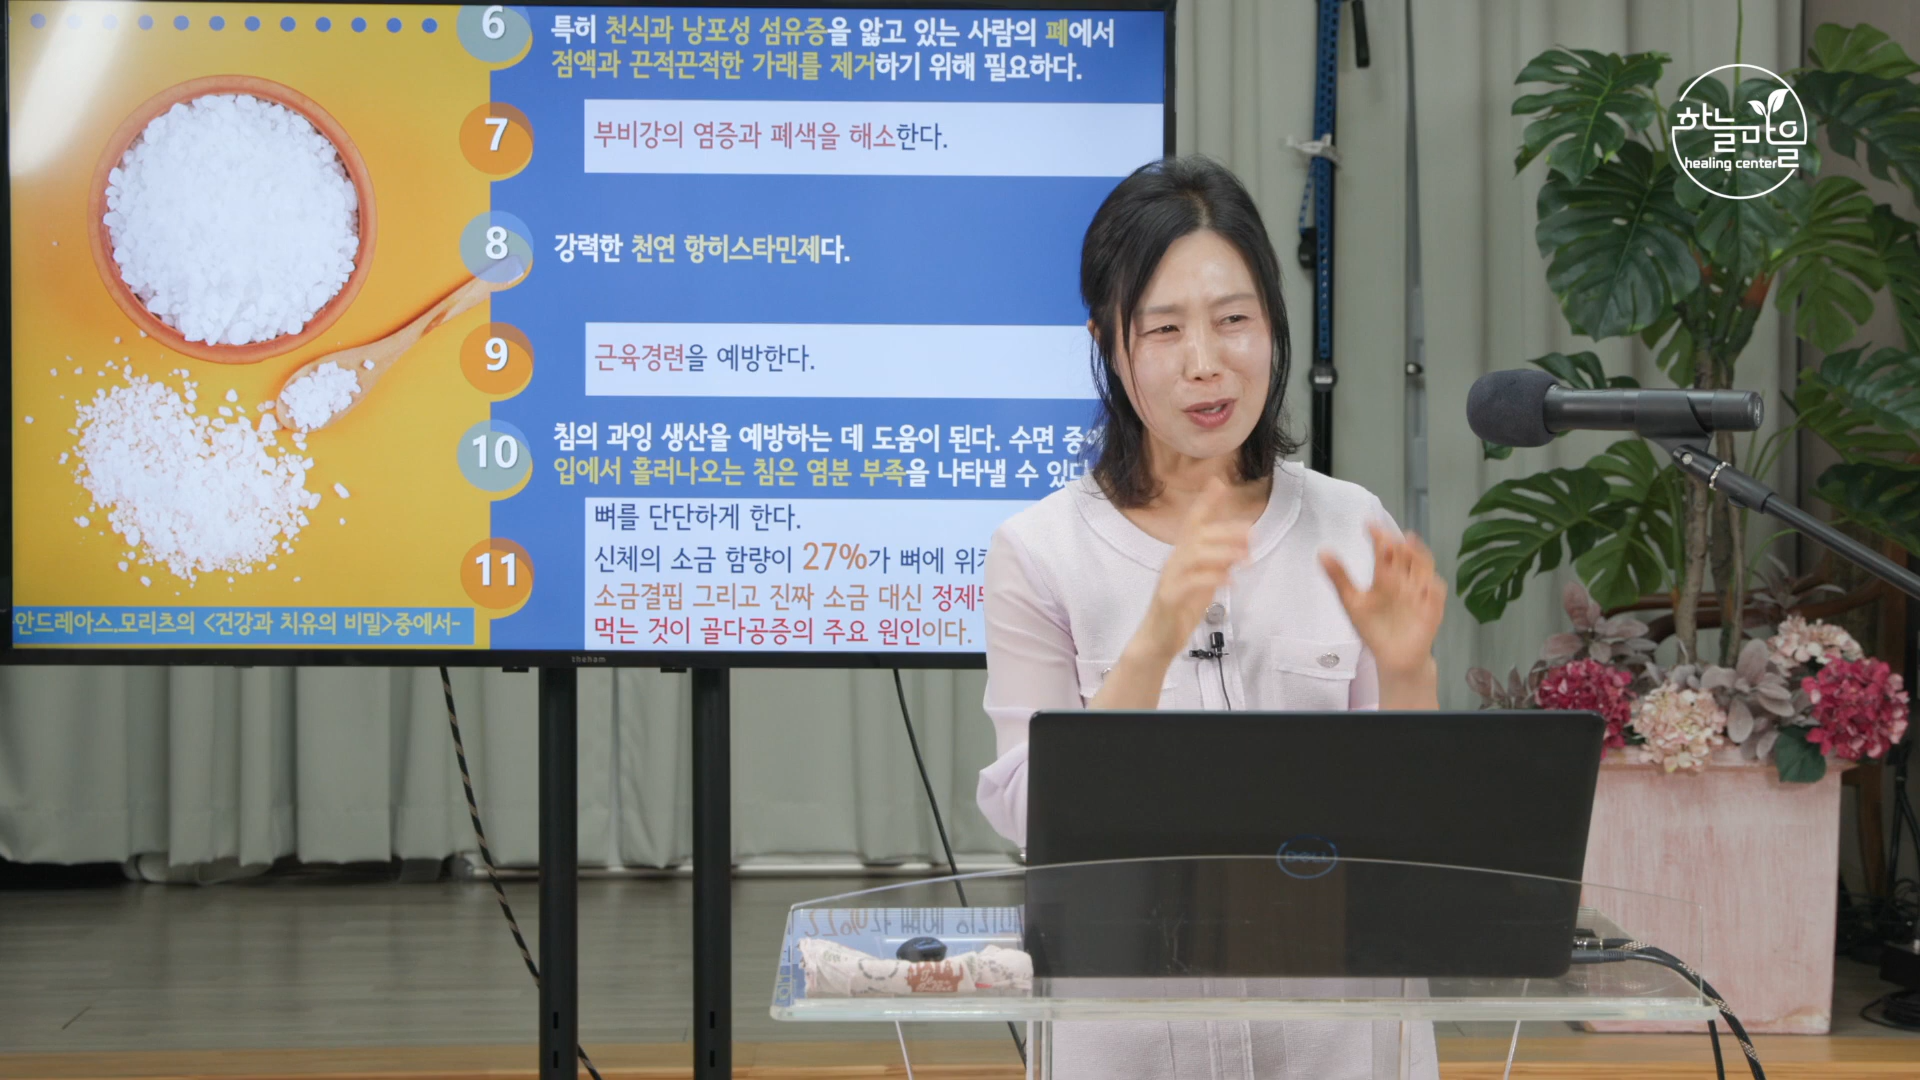 6
특히 천식과 낭포성 섬유증을 앓고 있는 사람의 폐에서
점액과 끈적끈적한 가래를 제거하기 위해 필요하다.
7
부비강의 염증과 폐색을 해소한다.
8
강력한 천연 항히스타민제다.
9
근육경련을 예방한다.
10
침의 과잉 생산을 예방하는 데 도움이 된다. 수면 중
입에서 흘러나오는 침은 염분 부족을 나타낼 수 있다
11
뼈를 단단하게 한다.
신체의 소금 함량이 27%가 뼈에
소금결핍 그리고 진짜 소금 대신
먹는 것이 골다공증의 주요 원인이다.
안드레아스.모리츠의 <건강과 치유의 비밀>중에서-
하늘마을
healing center
DELL